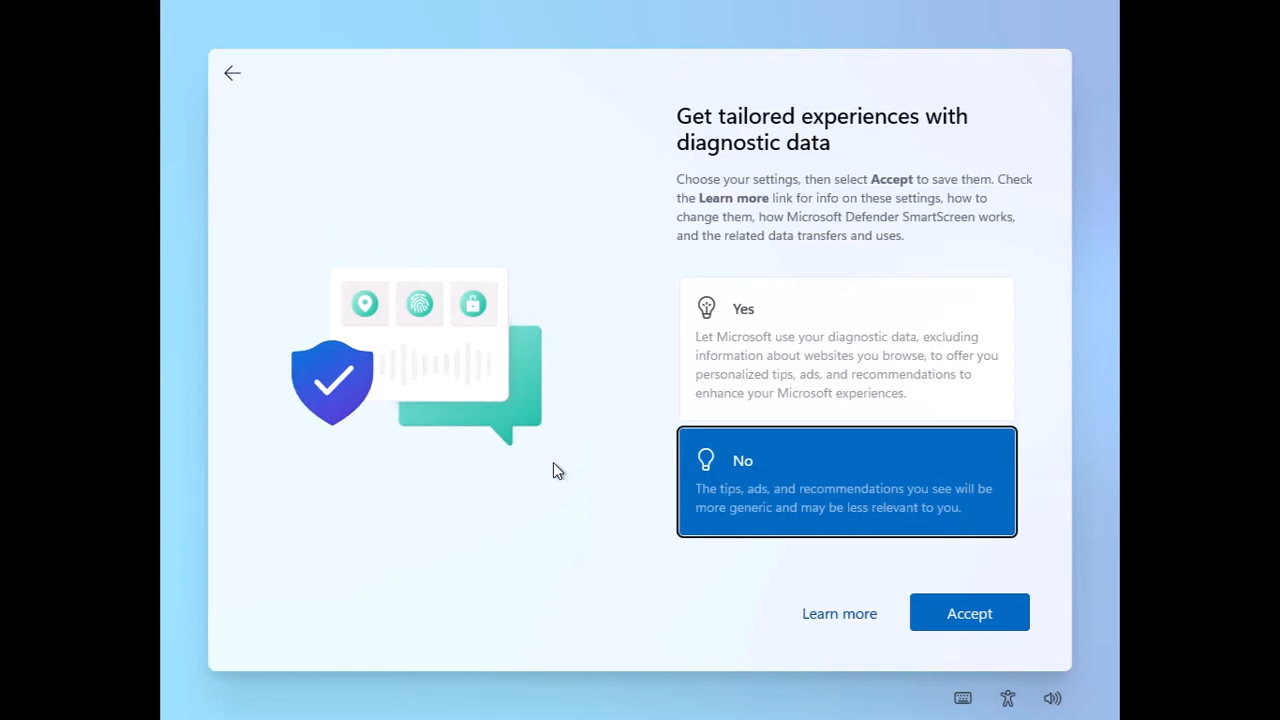 Get tailored experiences with
diagnostic data
Choose your settings, then select Accept to save them. Check
the Learn more link for info on these settings, how to
change them, how Microsoft Defender SmartScreen works,
and the related data transfers and uses.
Yes
Let Microsoft use your diagnostic data, excluding
information about websites you browse, to offer you
personalized tips, ads, and recommendations to
enhance your Microsoft experiences.
No
The tips, ads, and recommendations you see will be
more generic and may be less relevant to you.
Learn more
Accept